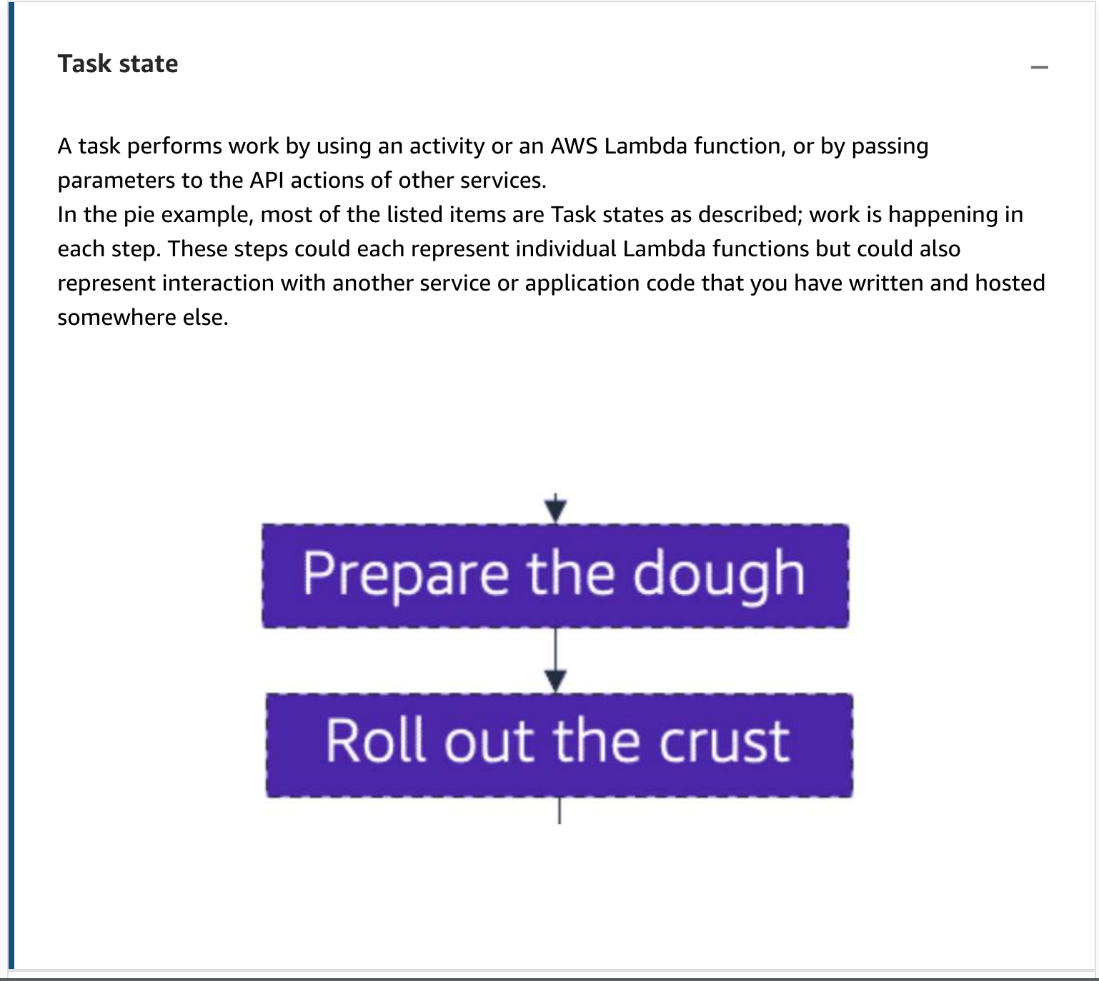 Task state
A task performs work by using an activity or an AWS Lambda function, or by passing
parameters to the API actions of other services.
In the pie example, most of the listed items are Task states as described; work is happening in
each step. These steps could each represent individual Lambda functions but could also
represent interaction with another service or application code that you have written and hosted
somewhere else.
Prepare the dough
Roll out the crust